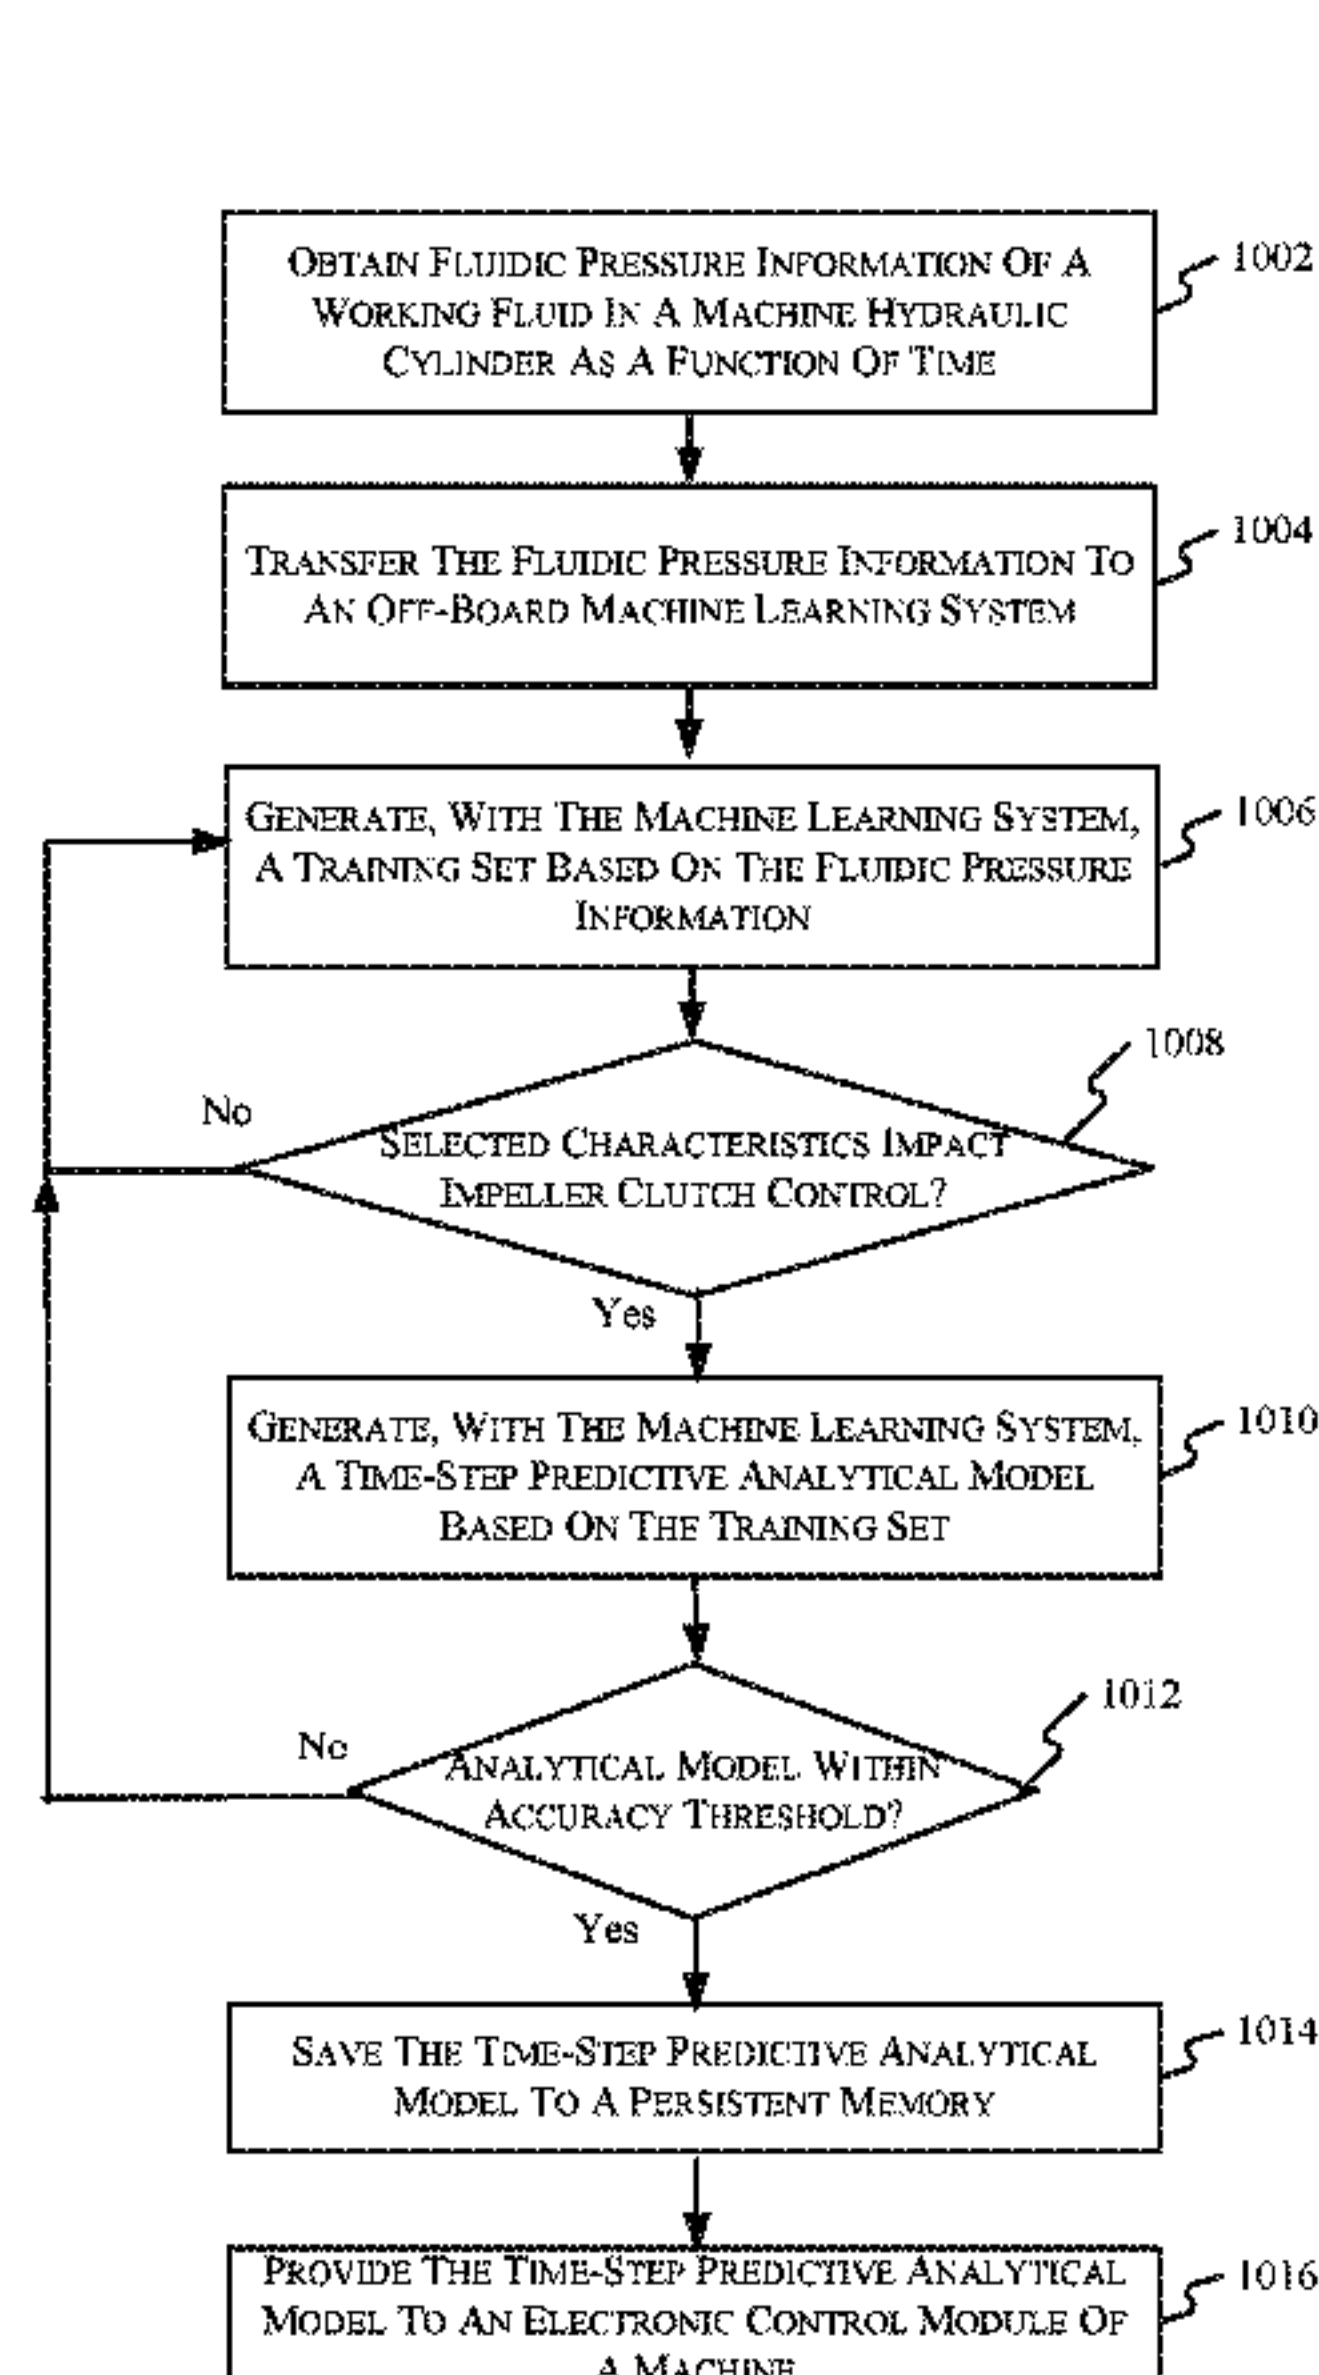 OBTAIN FLUIDIC PRESSURE INFORMATION OF A
WORKING FLUID IN A MACHINE HYDRAULIC
CYLINDER AS A FUNCTION OF TIME
1002
TRANSFER THE FLUIDIC PRESSURE INFORMATION TO
AN OFF-BOARD MACHINE LEARNING SYSTEM
1004
GENERATE, WITH THE MACHINE LEARNING SYSTEM,
A TRAINING SET BASED ON THE FLUIDIC PRESSURE
INFORMATION
1006
1008
No
SELECTED CHARACTERISTICS IMPACT
IMPELLER CLUTCH CONTROL?
Yes
GENERATE, WITH THE MACHINE LEARNING SYSTEM,
A TIME-STEP PREDICTIVE ANALYTICAL MODEL
BASED ON THE TRAINING SET
1010
1012
No
ANALYTICAL MODEL WITHIN
ACCURACY THRESHOLD?
Yes
SAVE THE TIME-STEP PREDICTIVE ANALYTICAL
MODEL TO A PERSISTENT MEMORY
1014
PROVIDE THE TIME-STEP PREDICTIVE ANALYTICAL
MODEL TO AN ELECTRONIC CONTROL MODULE OF
A MACHINE
1016